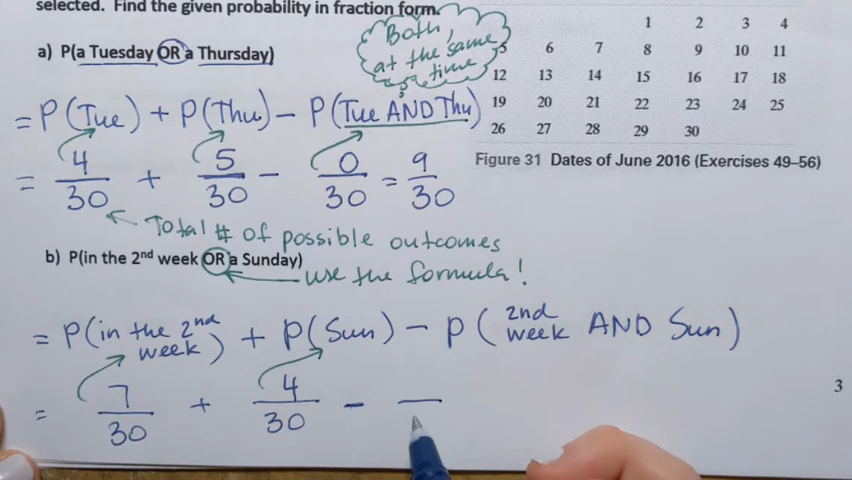 selected. Find the given probability in fraction form.
Both,
at the same
time
a) P(a Tuesday OR a Thursday)
= P(Tue) + P(Thu) - P(Tue AND Thu)
= 4/30 + 5/30 - 0/30 = 9/30
Total # of possible outcomes
b) P(in the 2nd week OR a Sunday)
use the formula!
= P(in the 2nd week) + P(Sun) - P(2nd week AND Sun)
= 7/30 + 4/30 -
1 2 3 4
5 6 7 8 9 10 11
12 13 14 15 16 17 18
19 20 21 22 23 24 25
26 27 28 29 30
Figure 31 Dates of June 2016 (Exercises 49–56)
3